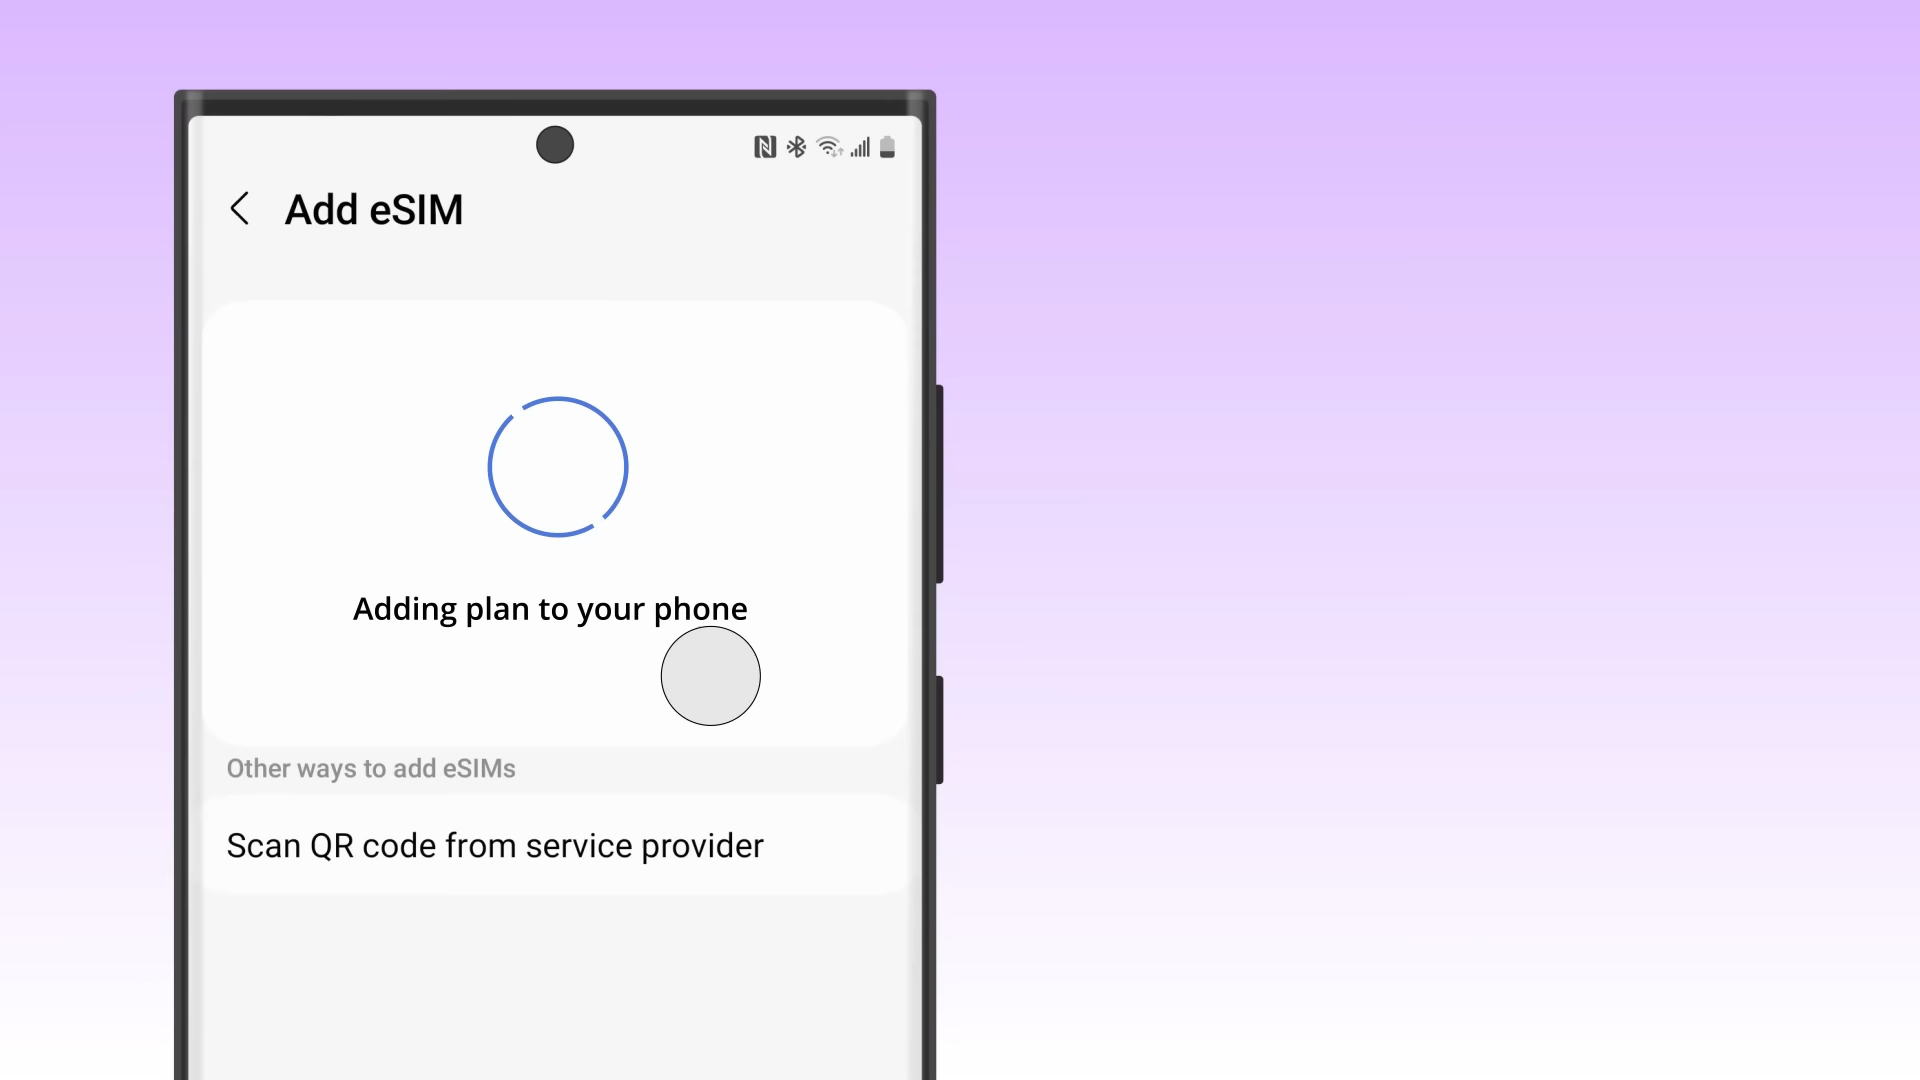 Add eSIM
Adding plan to your phone
Other ways to add eSIMs
Scan QR code from service provider